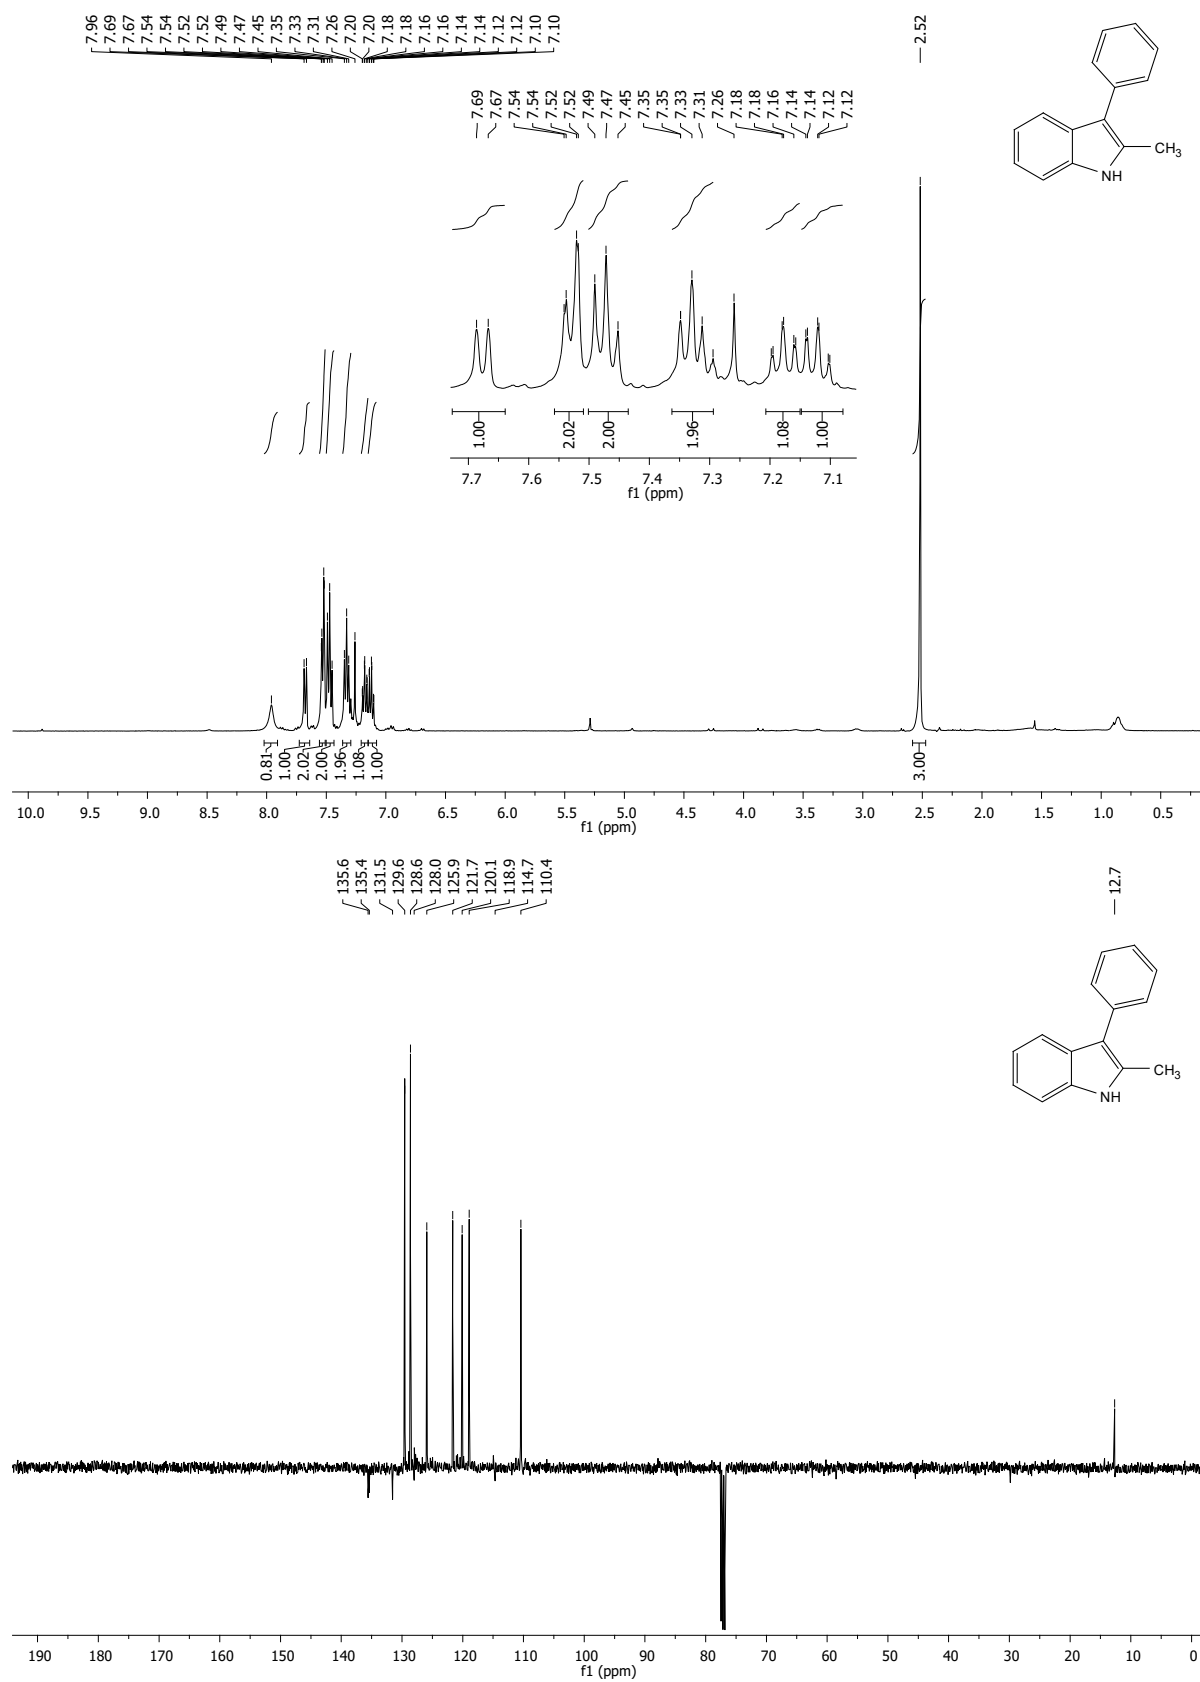 7.96 7.69 7.67 7.54 7.54 7.52 7.52 7.49 7.47 7.45 7.35 7.33 7.31 7.26 7.20 7.20 7.18 7.18 7.16 7.16 7.14 7.14 7.12 7.12 7.10 7.10
2.52
7.69 7.67 7.54 7.54 7.52 7.52 7.49 7.47 7.45 7.35 7.35 7.33 7.31 7.26 7.18 7.18 7.16 7.14 7.14 7.12 7.12
CH3
NH
1.00 2.02 2.00 1.96 1.08 1.00
7.7 7.6 7.5 7.4 7.3 7.2 7.1
f1 (ppm)
0.81 1.00 2.02 2.00 1.96 1.08 1.00 3.00
10.0 9.5 9.0 8.5 8.0 7.5 7.0 6.5 6.0 5.5 5.0 4.5 4.0 3.5 3.0 2.5 2.0 1.5 1.0 0.5
f1 (ppm)
135.6 135.4 131.5 129.6 128.6 128.0 125.9 121.7 120.1 118.9 114.7 110.4
12.7
CH3
NH
190 180 170 160 150 140 130 120 110 100 90 80 70 60 50 40 30 20 10 0
f1 (ppm)